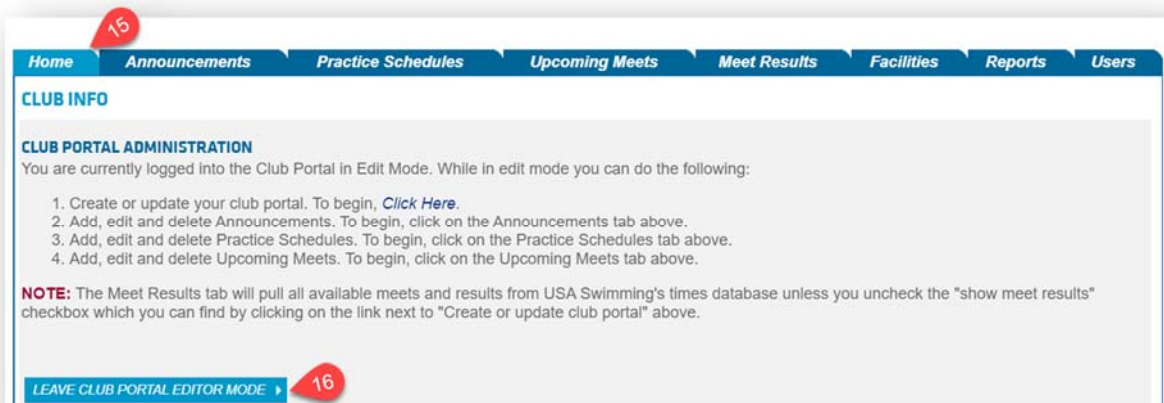 15
Home Announcements Practice Schedules Upcoming Meets Meet Results Facilities Reports Users
CLUB INFO
CLUB PORTAL ADMINISTRATION
You are currently logged into the Club Portal in Edit Mode. While in edit mode you can do the following:
1. Create or update your club portal. To begin, Click Here.
2. Add, edit and delete Announcements. To begin, click on the Announcements tab above.
3. Add, edit and delete Practice Schedules. To begin, click on the Practice Schedules tab above.
4. Add, edit and delete Upcoming Meets. To begin, click on the Upcoming Meets tab above.
NOTE: The Meet Results tab will pull all available meets and results from USA Swimming's times database unless you uncheck the "show meet results"
checkbox which you can find by clicking on the link next to "Create or update club portal" above.
LEAVE CLUB PORTAL EDITOR MODE
16